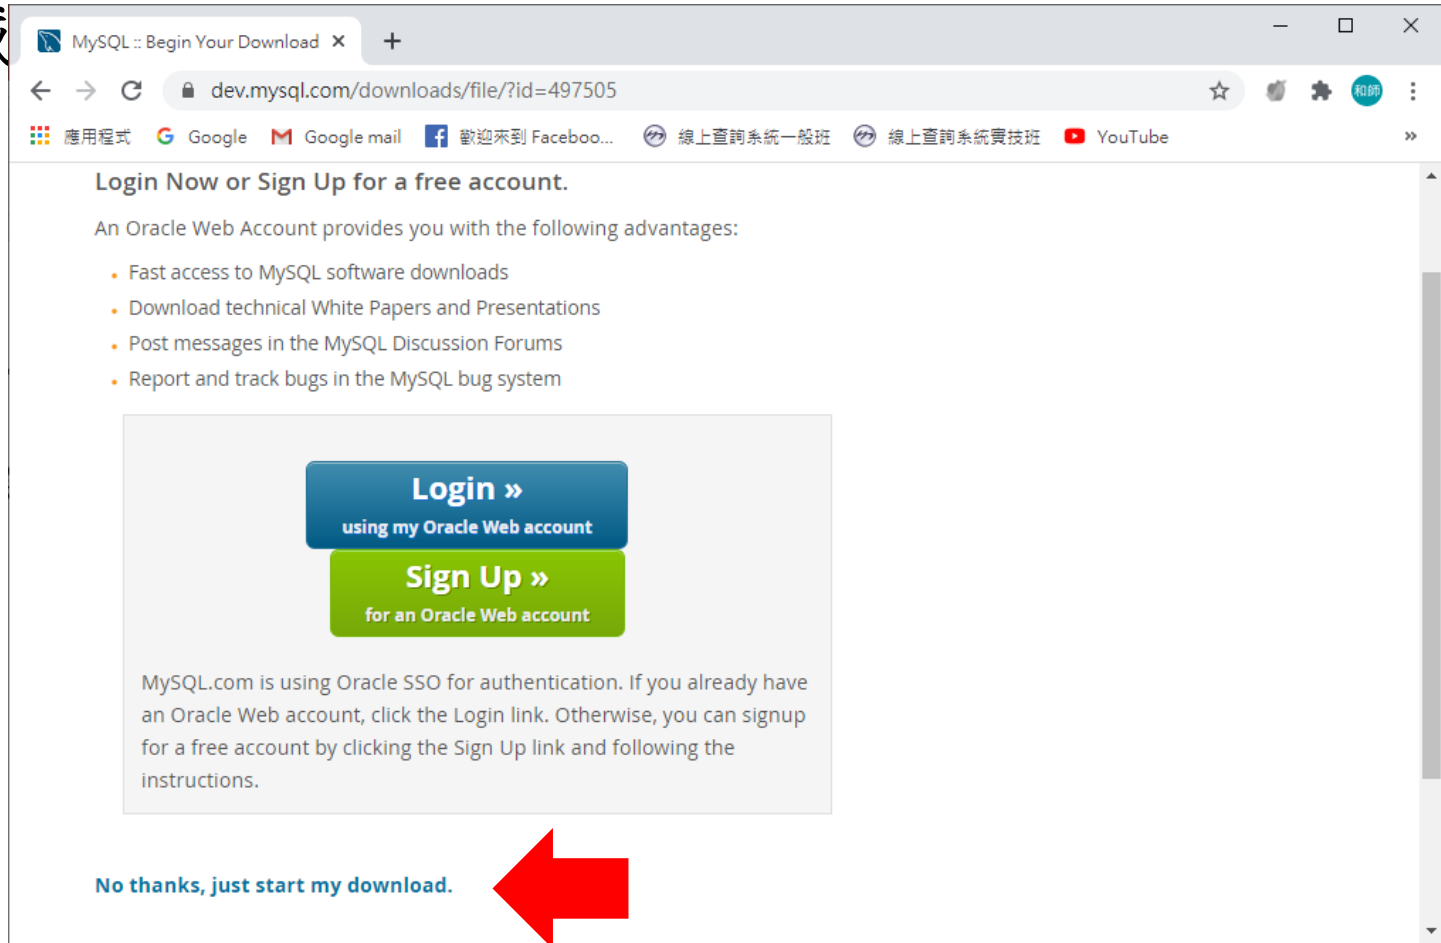 MySQL :: Begin Your Download
dev.mysql.com/downloads/file/?id=497505
和師
應用程式 Google Google mail 歡迎來到 Faceboo... 線上查詢系統一般班 線上查詢系統實技班 YouTube »
Login Now or Sign Up for a free account.
An Oracle Web Account provides you with the following advantages:
• Fast access to MySQL software downloads
• Download technical White Papers and Presentations
• Post messages in the MySQL Discussion Forums
• Report and track bugs in the MySQL bug system
Login »
using my Oracle Web account
Sign Up »
for an Oracle Web account
MySQL.com is using Oracle SSO for authentication. If you already have
an Oracle Web account, click the Login link. Otherwise, you can signup
for a free account by clicking the Sign Up link and following the
instructions.
No thanks, just start my download.